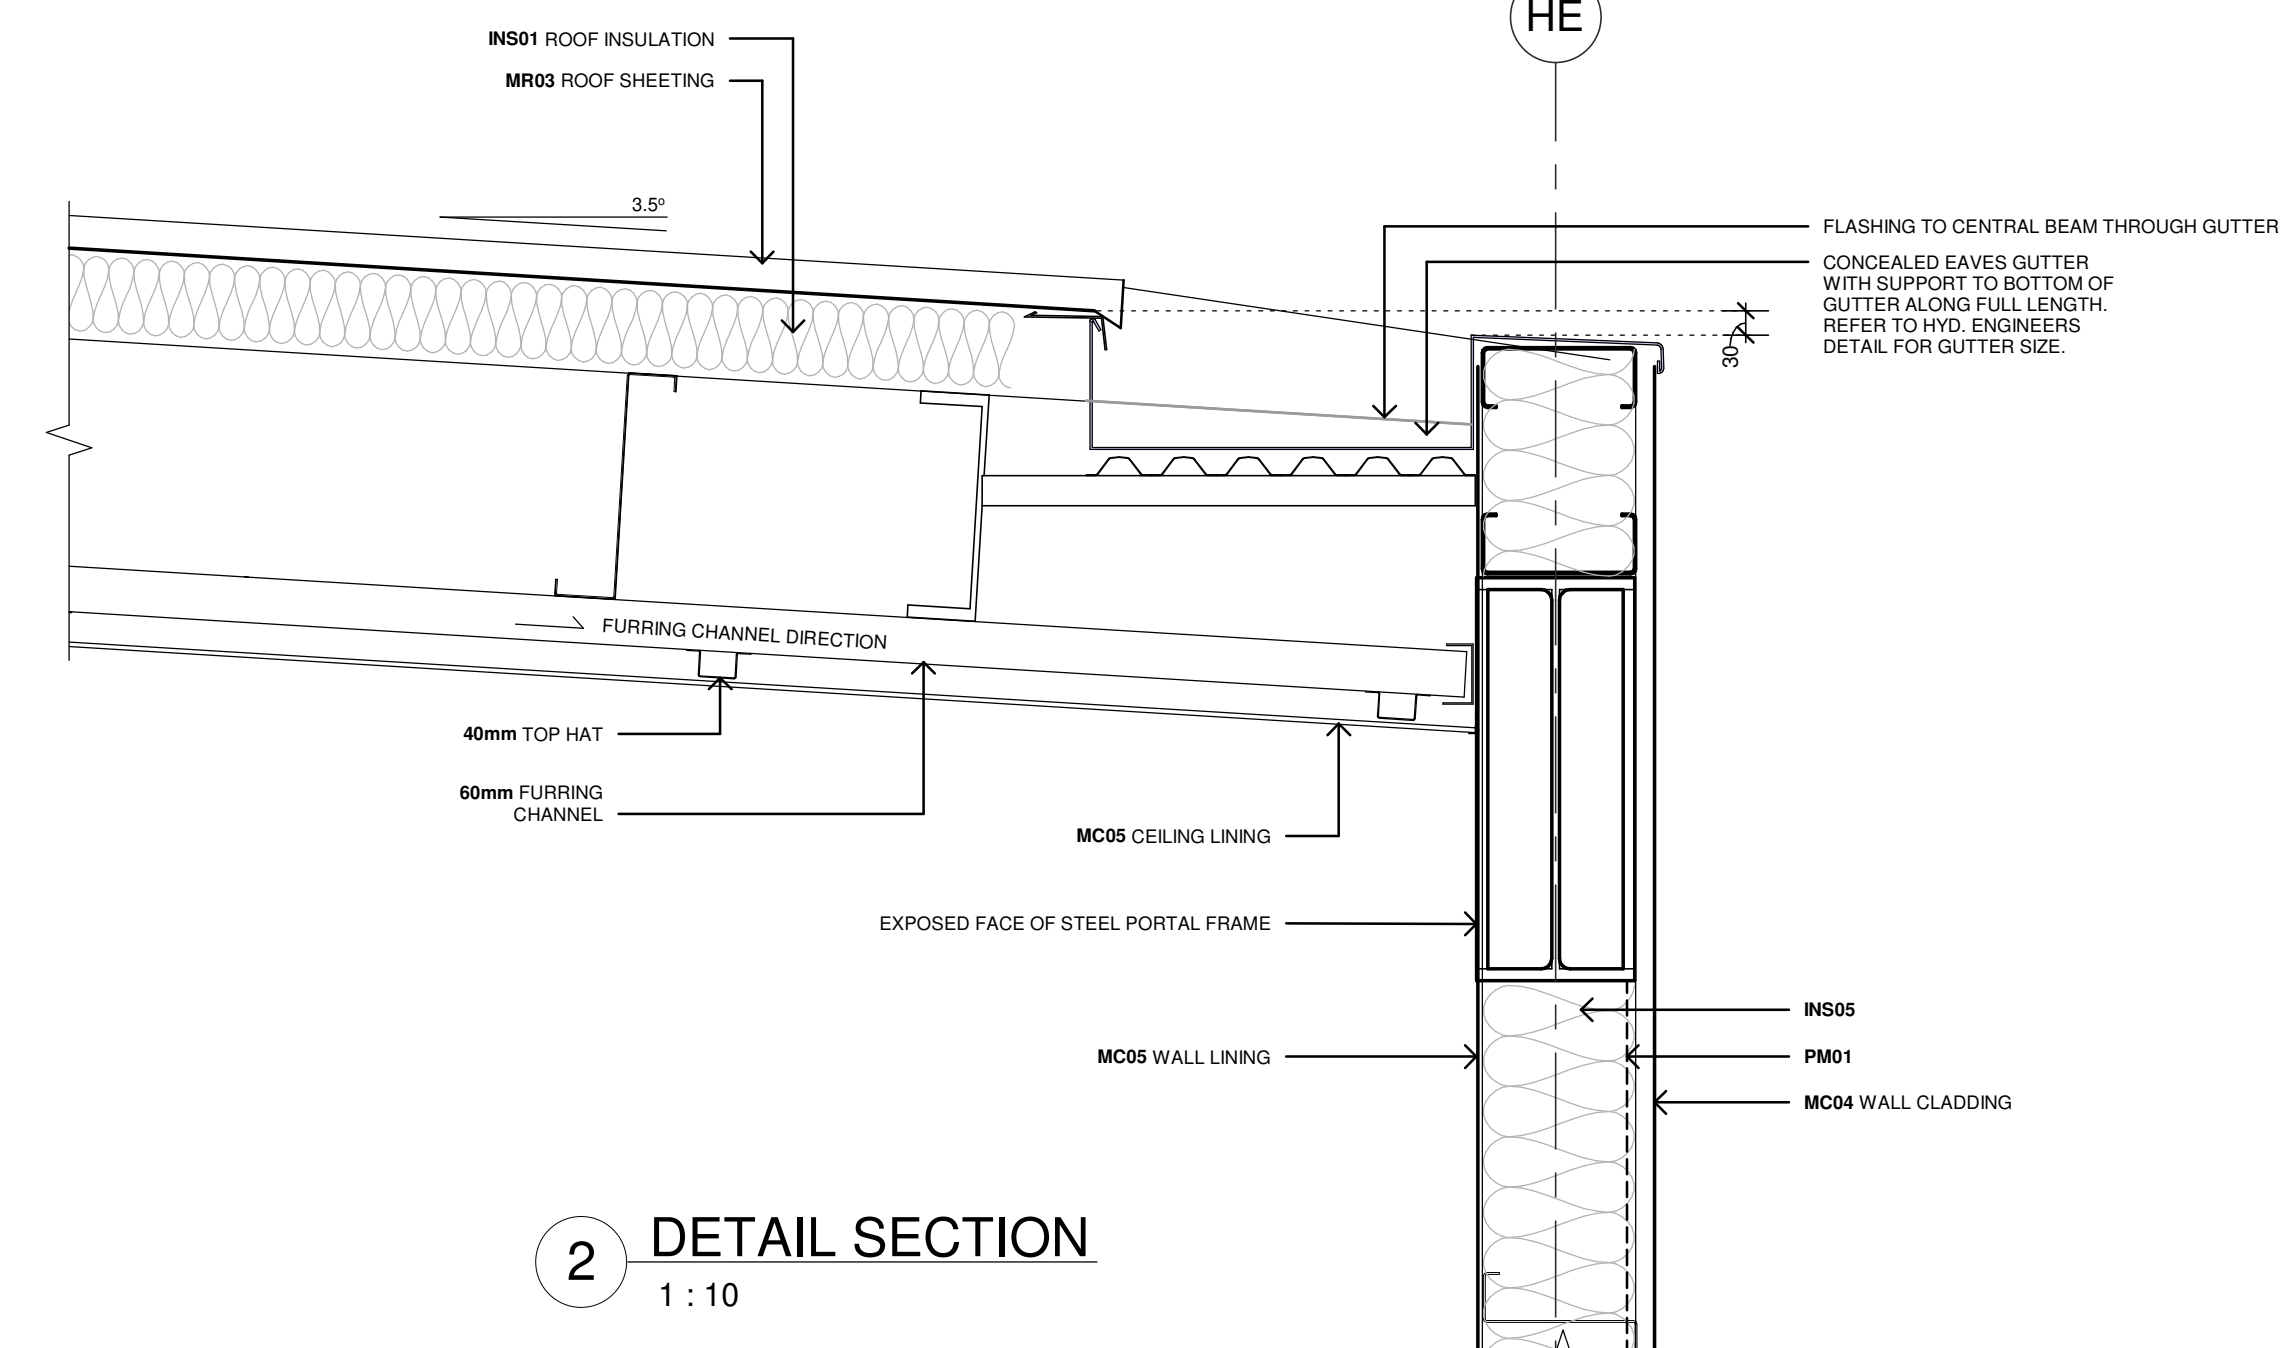 HE
INS01 ROOF INSULATION
MR03 ROOF SHEETING
3.5º
FLASHING TO CENTRAL BEAM THROUGH GUTTER
CONCEALED EAVES GUTTER
WITH SUPPORT TO BOTTOM OF
GUTTER ALONG FULL LENGTH.
REFER TO HYD. ENGINEERS
DETAIL FOR GUTTER SIZE.
30
FURRING CHANNEL DIRECTION
40mm TOP HAT
60mm FURRING
CHANNEL
MC05 CEILING LINING
EXPOSED FACE OF STEEL PORTAL FRAME
INS05
MC05 WALL LINING
PM01
MC04 WALL CLADDING
2
DETAIL SECTION
1 : 10